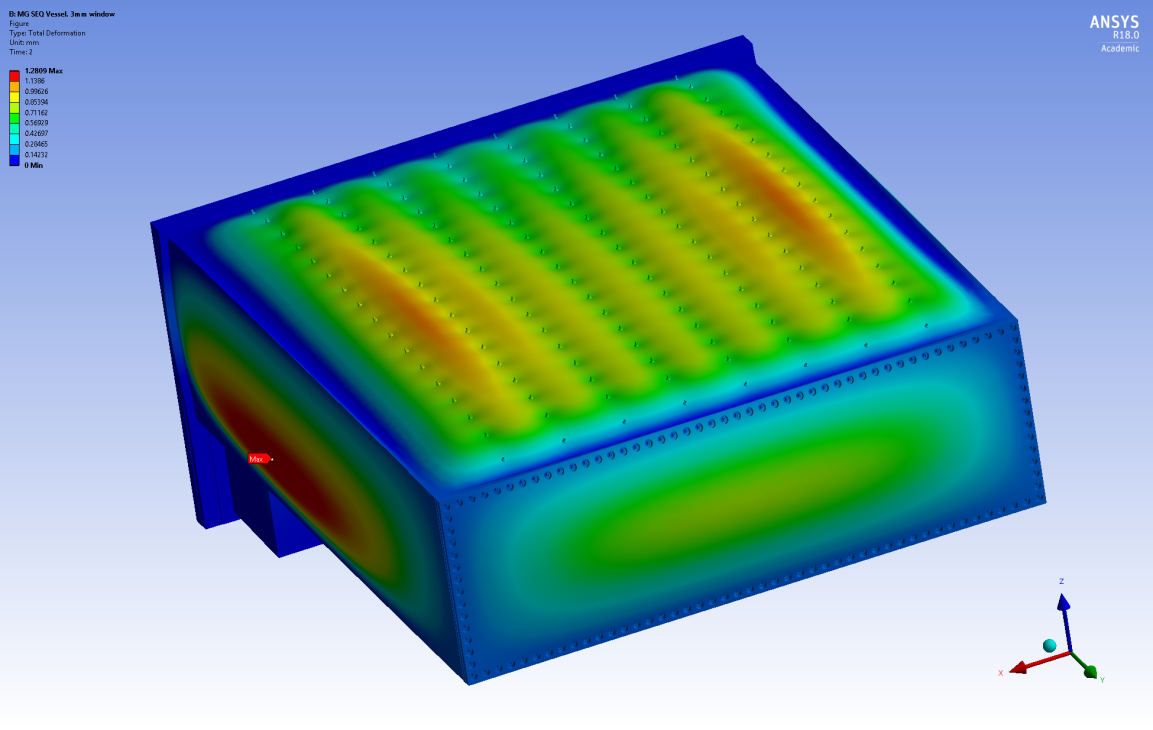 B: MG SEQ Vessel. 3mm window
Figure
Type: Total Deformation
Unit: mm
Time: 2
1.2809 Max
1.1386
0.99626
0.85394
0.71162
0.56929
0.42697
0.28465
0.14232
0 Min
ANSYS
R18.0
Academic
Max
Z
X
Y